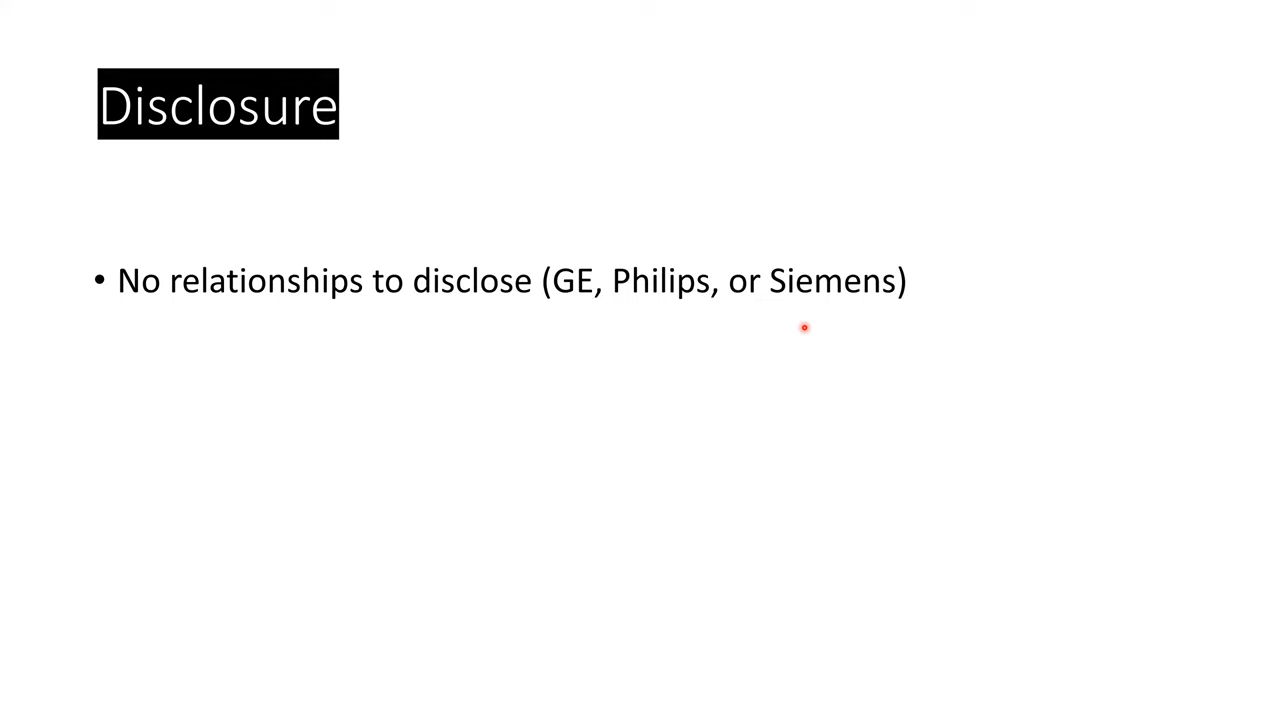 Disclosure
• No relationships to disclose (GE, Philips, or Siemens)